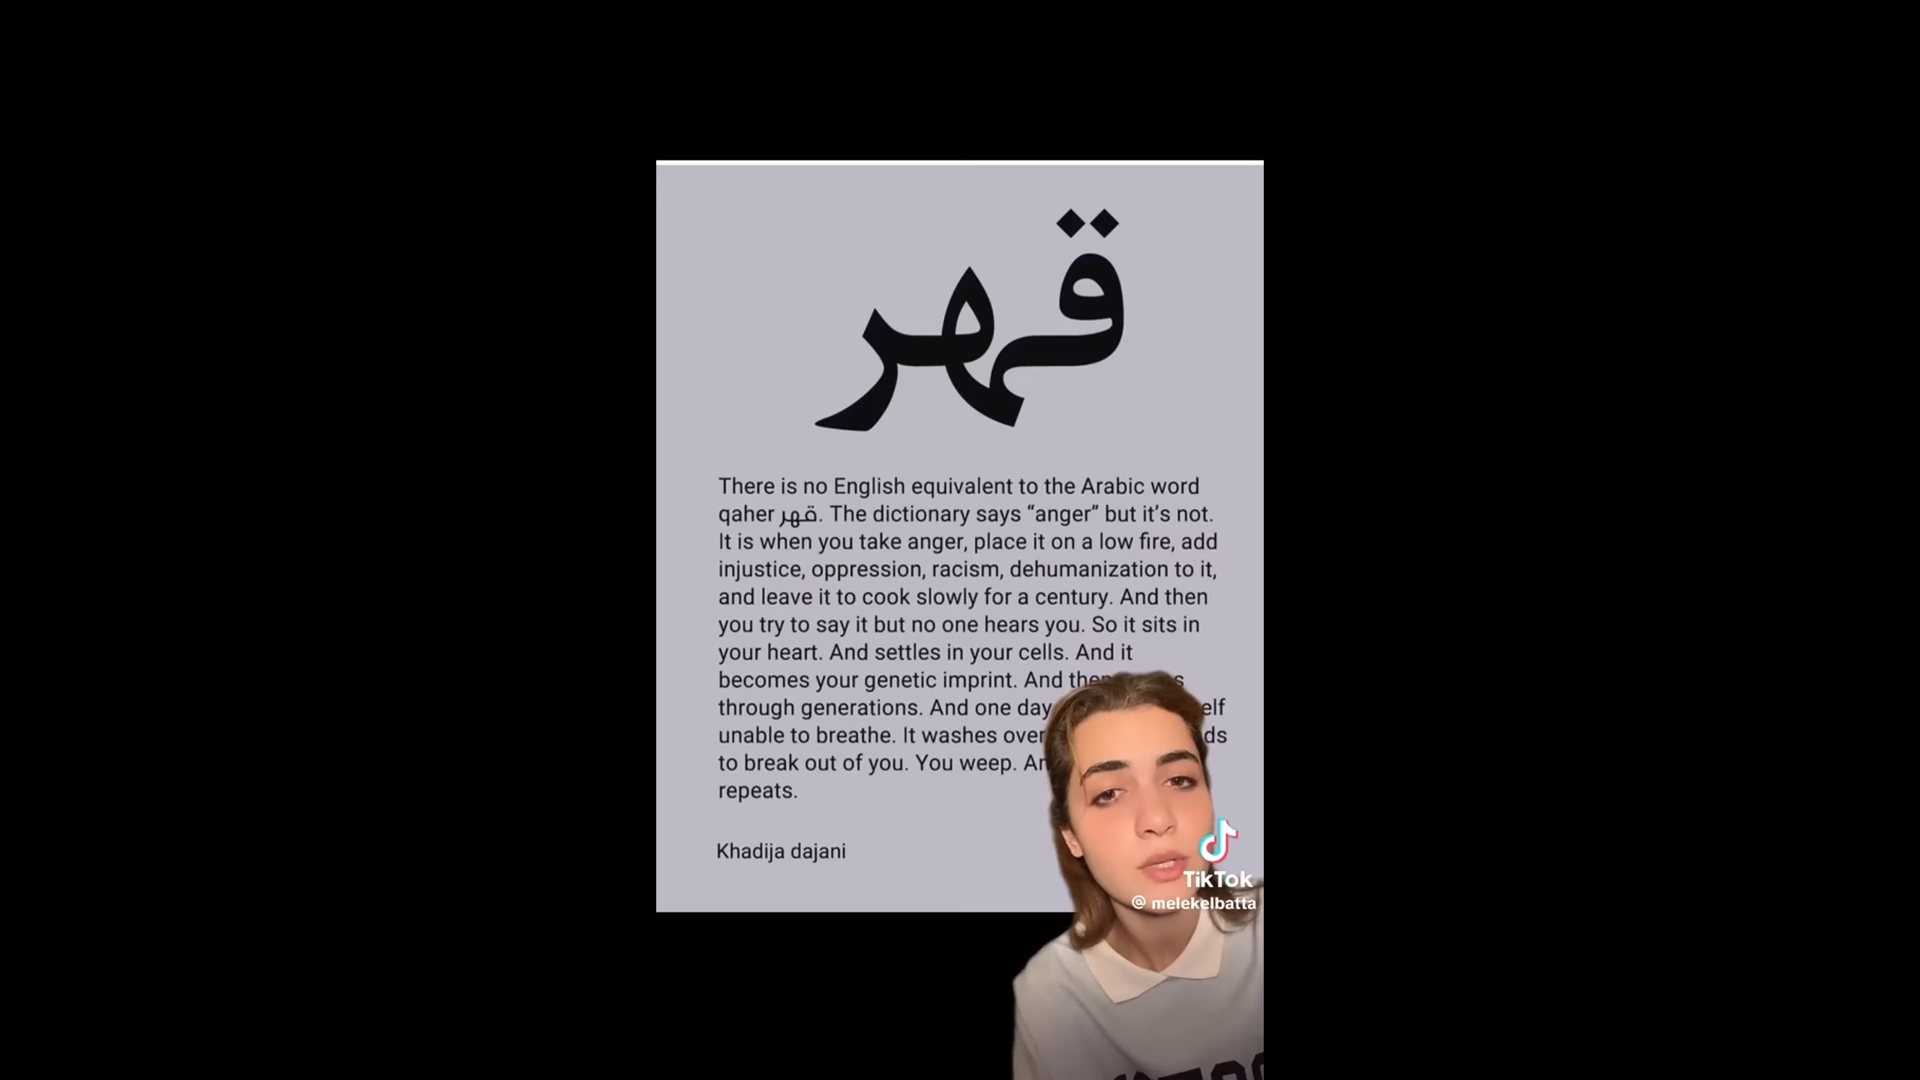 قهر
There is no English equivalent to the Arabic word
qaher قهر. The dictionary says “anger” but it’s not.
It is when you take anger, place it on a low fire, add
injustice, oppression, racism, dehumanization to it,
and leave it to cook slowly for a century. And then
you try to say it but no one hears you. So it sits in
your heart. And settles in your cells. And it
becomes your genetic imprint. And then
through generations. And one day
unable to breathe. It washes over
to break out of you. You weep.
repeats.
Khadija dajani
TikTok
@ melekelbatta